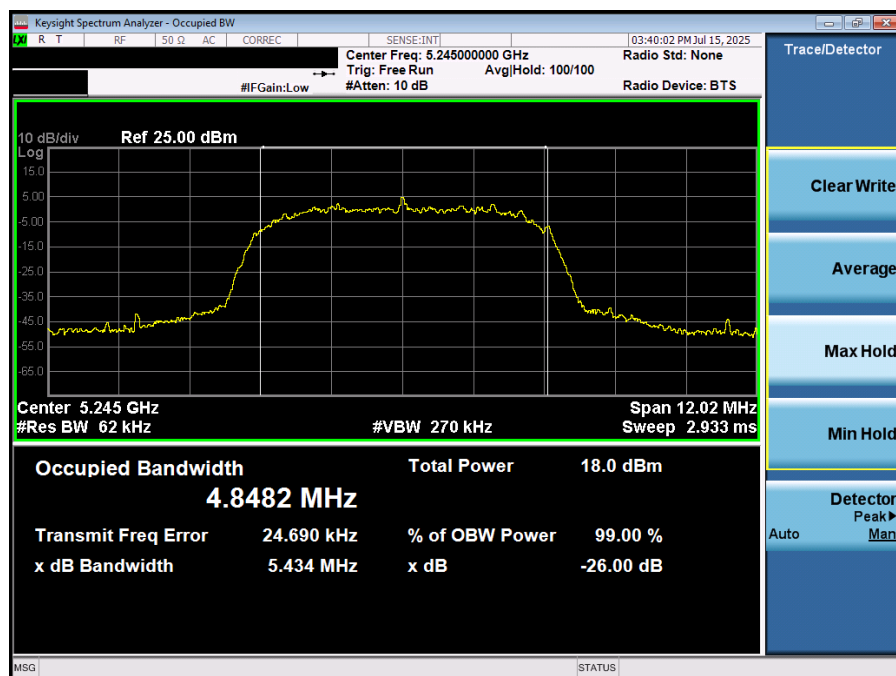 Keysight Spectrum Analyzer - Occupied BW
LXI R T RF 50 Ω AC CORREC SENSE:INT 03:40:02 PM Jul 15, 2025
Center Freq: 5.245000000 GHz Radio Std: None
Trig: Free Run Avg|Hold: 100/100
#IFGain:Low #Atten: 10 dB Radio Device: BTS
Trace/Detector
10 dB/div Ref 25.00 dBm
Log
15.0
5.00
-5.00
-15.0
-25.0
-35.0
-45.0
-55.0
-65.0
Center 5.245 GHz Span 12.02 MHz
#Res BW 62 kHz #VBW 270 kHz Sweep 2.933 ms
Occupied Bandwidth Total Power 18.0 dBm
4.8482 MHz
Transmit Freq Error 24.690 kHz % of OBW Power 99.00 %
x dB Bandwidth 5.434 MHz x dB -26.00 dB
Clear Write
Average
Max Hold
Min Hold
Detector
Peak▶
Auto Man
MSG STATUS